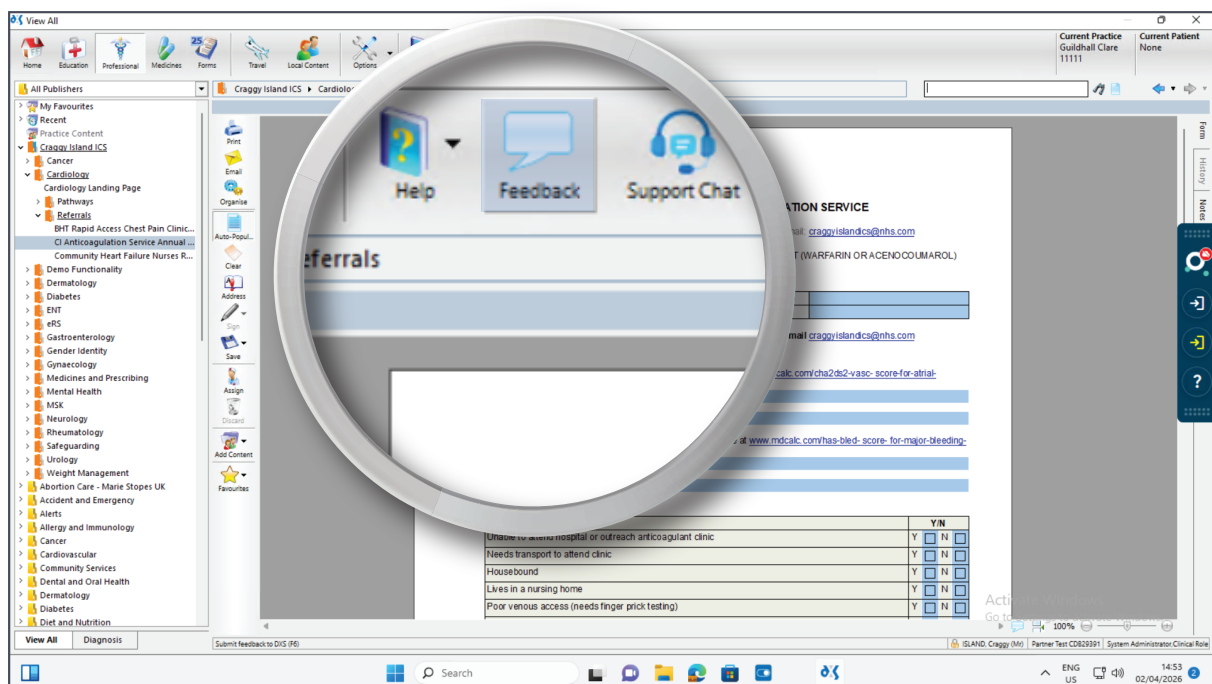 View All
Current Practice
Guildhall Clare
11111
Current Patient
None
Home
Education
Professional
Medicines
25
Forms
Travel
Local Content
Options
All Publishers
Craggy Island ICS
My Favourites
Recent
Practice Content
Craggy Island ICS
Cancer
Cardiology
Cardiology Landing Page
Pathways
Referrals
BHT Rapid Access Chest Pain Clinic...
CI Anticoagulation Service Annual ...
Community Heart Failure Nurses R...
Demo Functionality
Dermatology
Diabetes
ENT
eRS
Gastroenterology
Gender Identity
Gynaecology
Medicines and Prescribing
Mental Health
MSK
Neurology
Rheumatology
Safeguarding
Urology
Weight Management
Abortion Care - Marie Stopes UK
Accident and Emergency
Alerts
Allergy and Immunology
Cancer
Cardiovascular
Community Services
Dental and Oral Health
Dermatology
Diabetes
Diet and Nutrition
View All
Diagnosis
Print
Email
Organise
Auto-Popul...
Clear
Address
Sign
Save
Assign
Discard
Add Content
Favourites
Help
Feedback
Support Chat
eferrals
SERVICE
craggyislandics@nhs.com
(WARFARIN OR ACENOCOUMAROL)
email craggyislandics@nhs.com
calc.com/cha2ds2-vasc- score-for-atrial-
at www.mdcalc.com/has-bled- score- for-major-bleeding-
Y/N
Unable to attend hospital or outreach anticoagulant clinic
Y N
Needs transport to attend clinic
Y N
Housebound
Y N
Lives in a nursing home
Y N
Poor venous access (needs finger prick testing)
Y N
Form
History
Notes
?
100%
Submit feedback to DXS (F6)
ISLAND, Craggy (Mr)
Partner Test CDB29391
System Administrator,Clinical Role
Search
ENG
US
14:53
02/04/2026
2